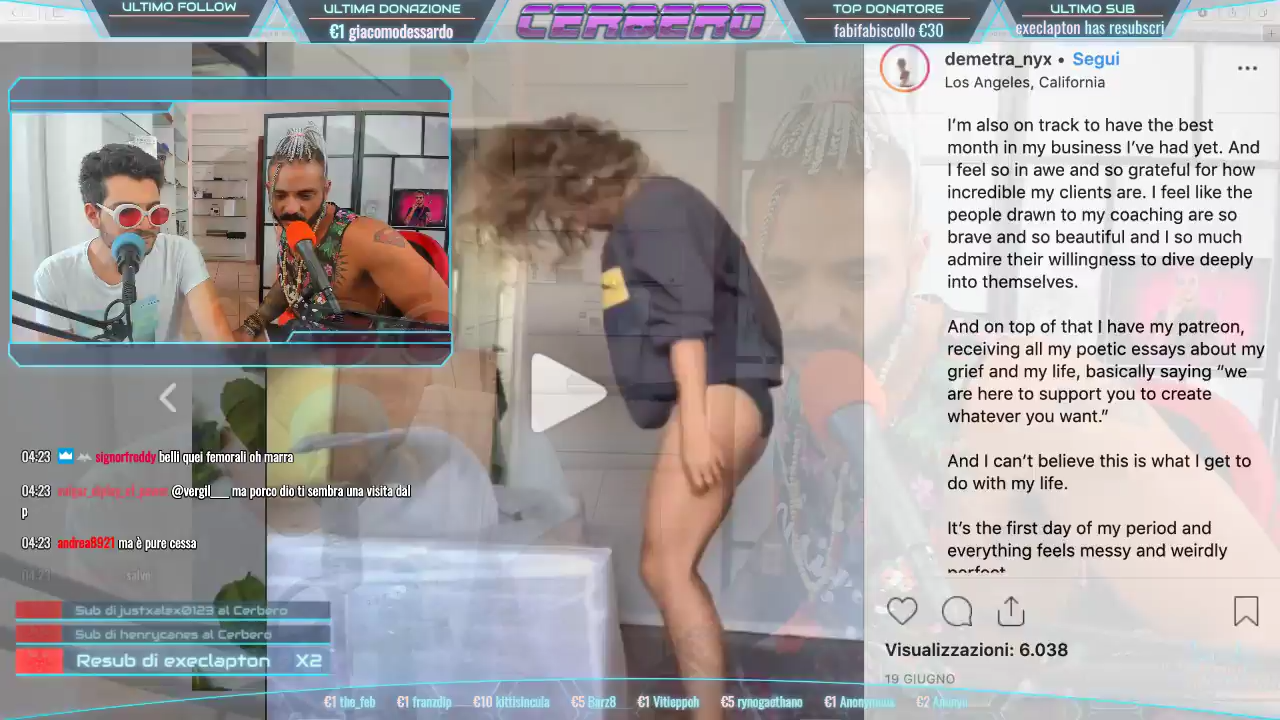 ULTIMO FOLLOW
ULTIMA DONAZIONE
€1 giacomodessardo
CERBERO
TOP DONATORE
fabifabiscollo €30
ULTIMO SUB
execlapton has resubscri
demetra_nyx • Segui
Los Angeles, California
I’m also on track to have the best
month in my business I’ve had yet. And
I feel so in awe and so grateful for how
incredible my clients are. I feel like the
people drawn to my coaching are so
brave and so beautiful and I so much
admire their willingness to dive deeply
into themselves.
And on top of that I have my patreon,
receiving all my poetic essays about my
grief and my life, basically saying “we
are here to support you to create
whatever you want.”
And I can’t believe this is what I get to
do with my life.
It’s the first day of my period and
everything feels messy and weirdly
perfect
Visualizzazioni: 6.038
19 GIUGNO
04:23 signorfreddy belli quei femorali oh marra
04:23 @vergil___ ma porco dio ti sembra una visita dal
p
04:23 andrea8921 ma è pure cessa
04:23 salve
Sub di justxalex0123 al Cerbero
Sub di henrycanes al Cerbero
Resub di execlapton X2
€1 the_feb €1 franzdip €10 kittisincula €5 Barz8 €1 Vitieppoh €5 rynogaethano €1 Anonymous €2